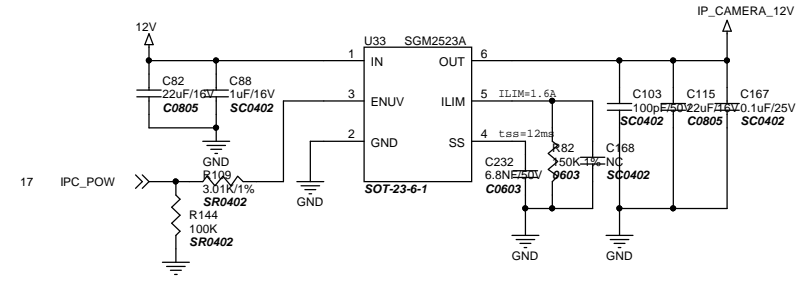 IP_CAMERA_12V
12V
U33 SGM2523A
1 IN OUT 6
C82
22uF/16V
C0805
C88
1uF/16V
SC0402
3 ENUV ILIM 5 ILIM=1.6A
C103
100pF/50V
SC0402
C115
22uF/16V
C0805
C167
0.1uF/25V
SC0402
2 GND SS 4 tss=12ms
GND
R82
150K 1%
0603
C168
NC
SC0402
C232
6.8NF/50V
C0603
17 IPC_POW
R109
3.01K/1%
SR0402
SOT-23-6-1
GND
R144
100K
SR0402
GND
GND